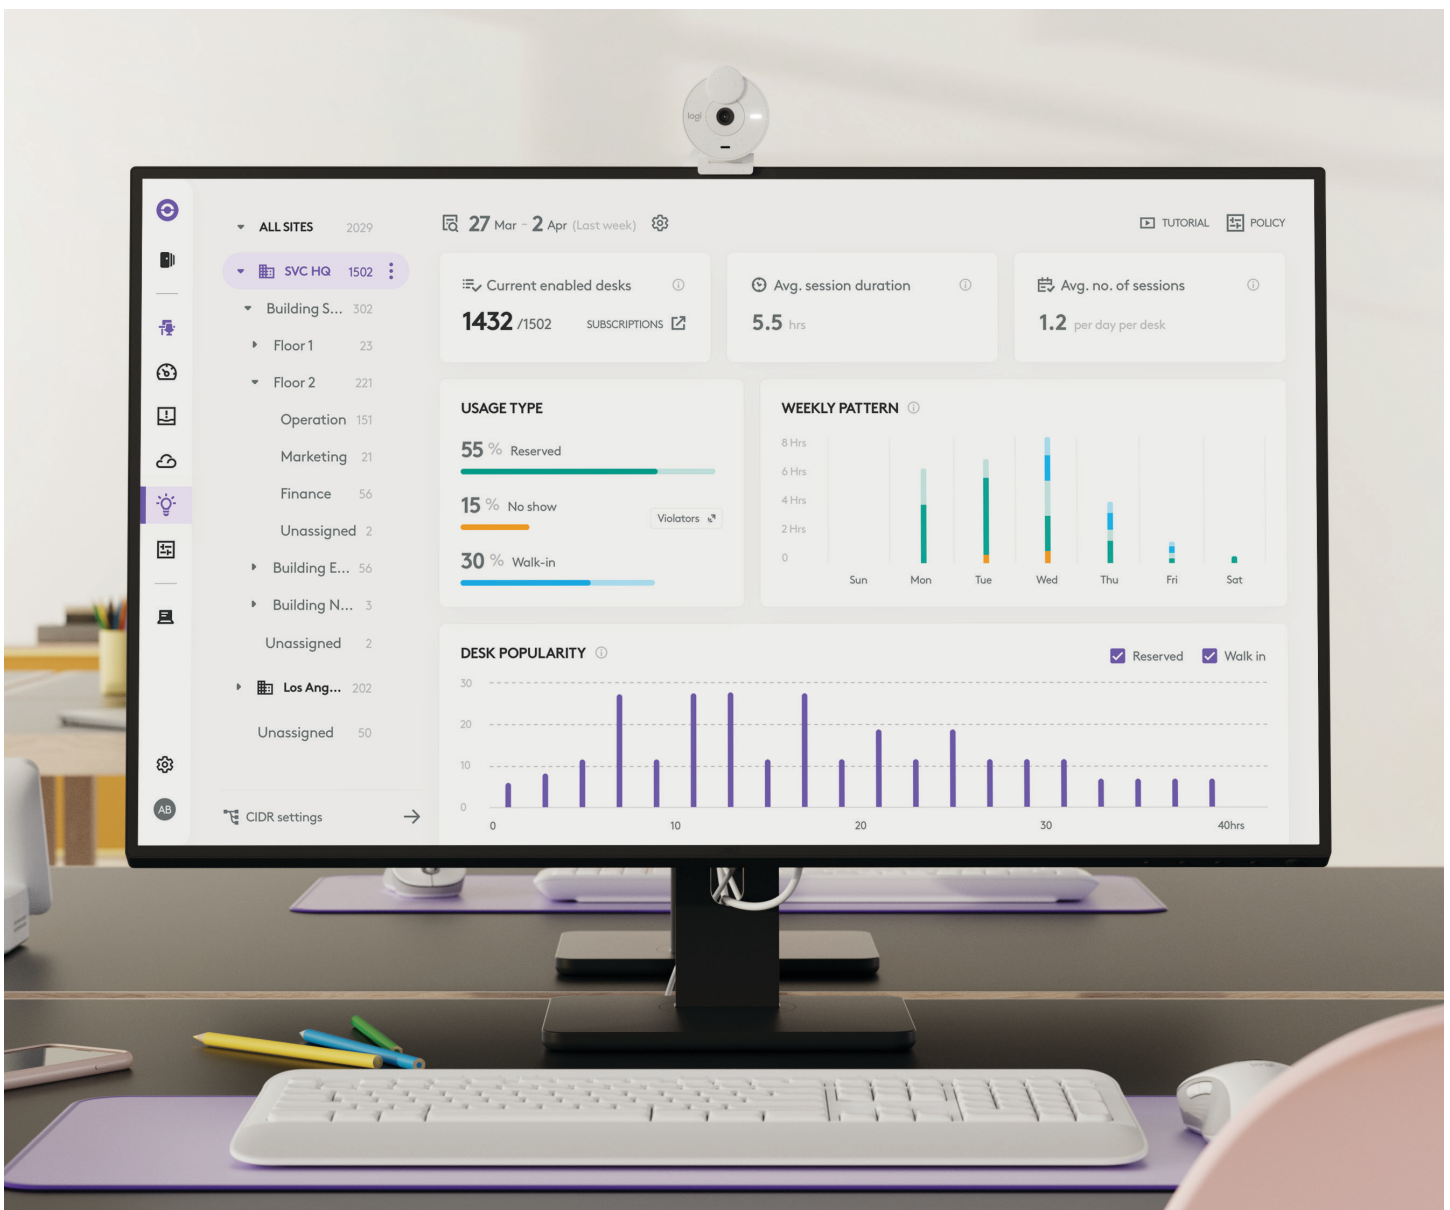 logi
ALL SITES 2029
SVC HQ 1502
Building S... 302
Floor 1 23
Floor 2 221
Operation 151
Marketing 21
Finance 56
Unassigned 2
Building E... 56
Building N... 3
Unassigned 2
Los Ang... 202
Unassigned 50
CIDR settings
AB
27 Mar - 2 Apr (Last week)
TUTORIAL
POLICY
Current enabled desks
1432 /1502 SUBSCRIPTIONS
Avg. session duration
5.5 hrs
Avg. no. of sessions
1.2 per day per desk
USAGE TYPE
55 % Reserved
15 % No show
Violators
30 % Walk-in
WEEKLY PATTERN
8 Hrs
6 Hrs
4 Hrs
2 Hrs
0
Sun Mon Tue Wed Thu Fri Sat
DESK POPULARITY
Reserved Walk in
30
20
10
0
0 10 20 30 40hrs